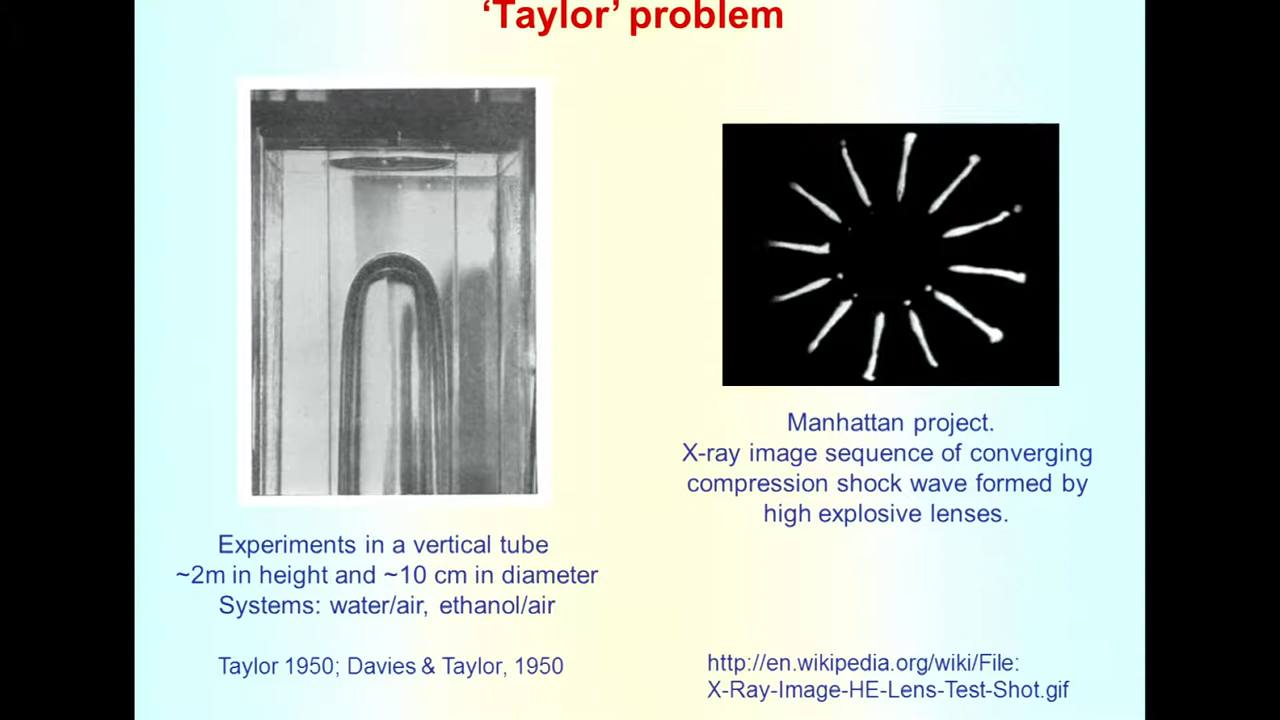 ‘Taylor’ problem
Experiments in a vertical tube
~2m in height and ~10 cm in diameter
Systems: water/air, ethanol/air
Taylor 1950; Davies & Taylor, 1950
Manhattan project.
X-ray image sequence of converging
compression shock wave formed by
high explosive lenses.
http://en.wikipedia.org/wiki/File:
X-Ray-Image-HE-Lens-Test-Shot.gif